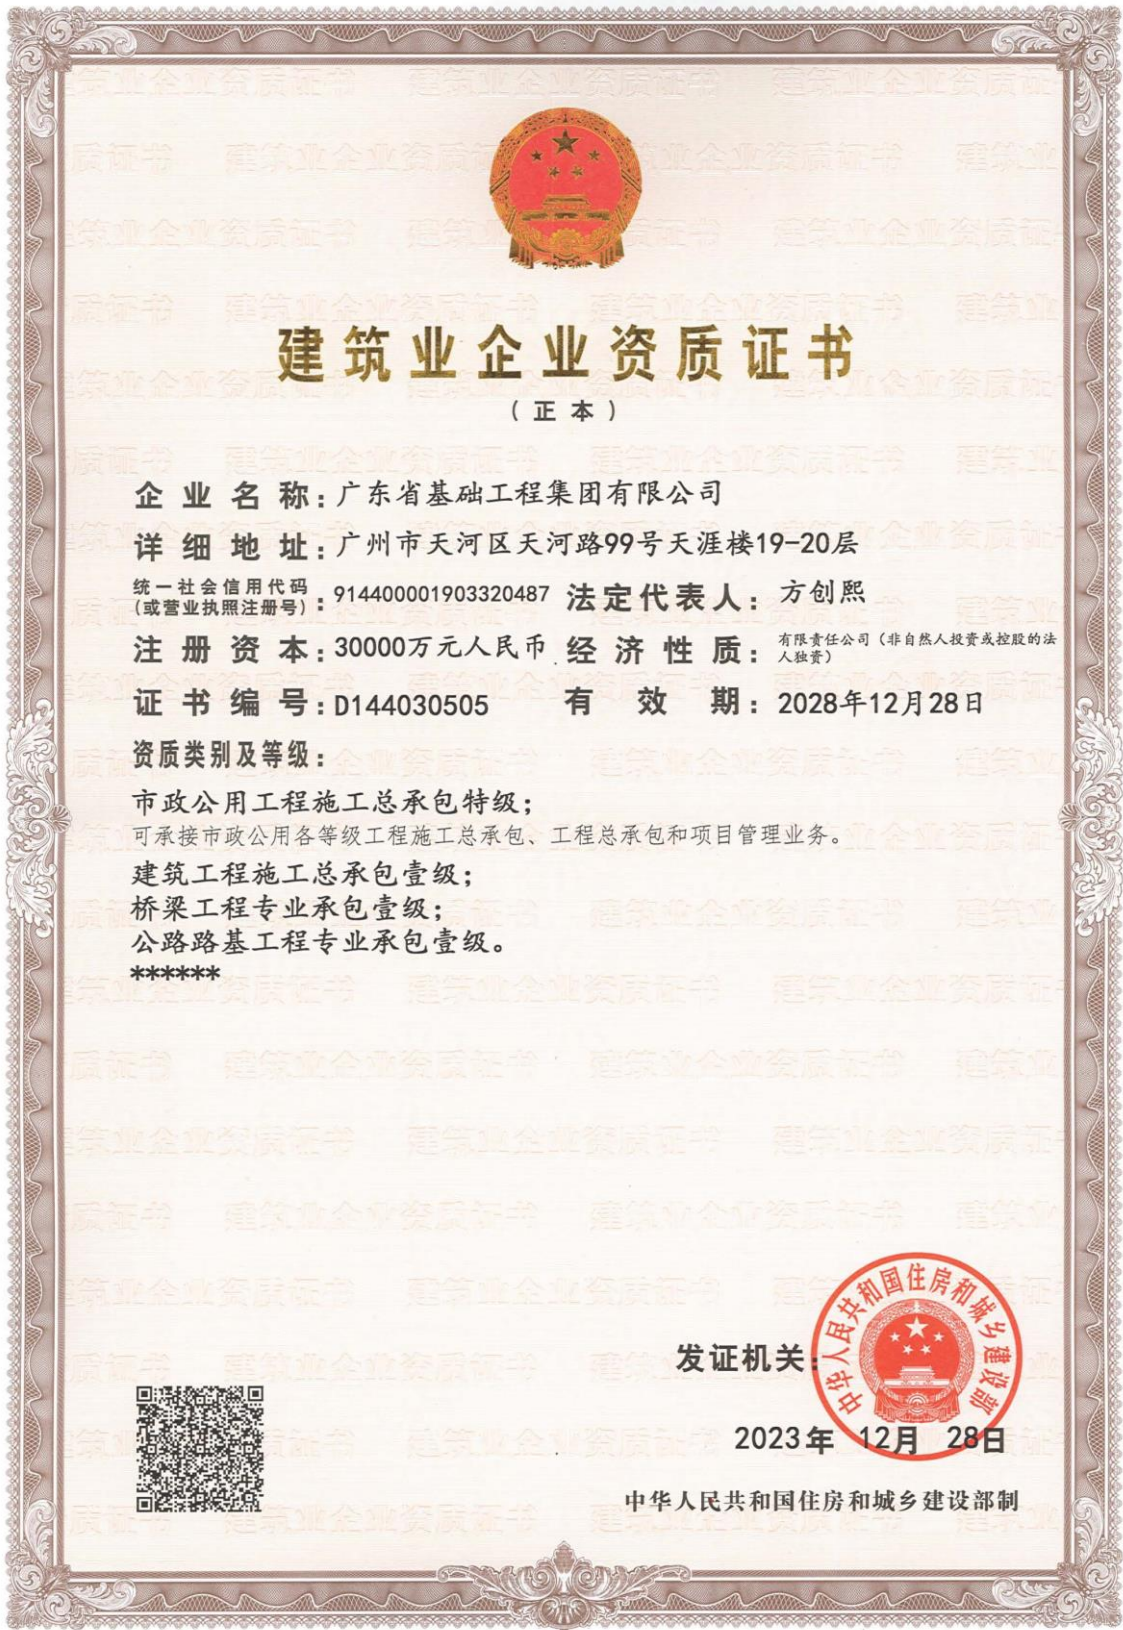 建筑业企业资质证书
（正本）
企业名称：广东省基础工程集团有限公司
详细地址：广州市天河区天河路99号天涯楼19-20层
统一社会信用代码
（或营业执照注册号）：914400001903320487 法定代表人：方创熙
注册资本：30000万元人民币 经济性质：有限责任公司（非自然人投资或控股的法
人独资）
证书编号：D144030505 有效期：2028年12月28日
资质类别及等级：
市政公用工程施工总承包特级；
可承接市政公用各等级工程施工总承包、工程总承包和项目管理业务。
建筑工程施工总承包壹级；
桥梁工程专业承包壹级；
公路路基工程专业承包壹级。
******
中华人民共和国住房和城乡建设部
发证机关：
2023年 12月 28日
中华人民共和国住房和城乡建设部制